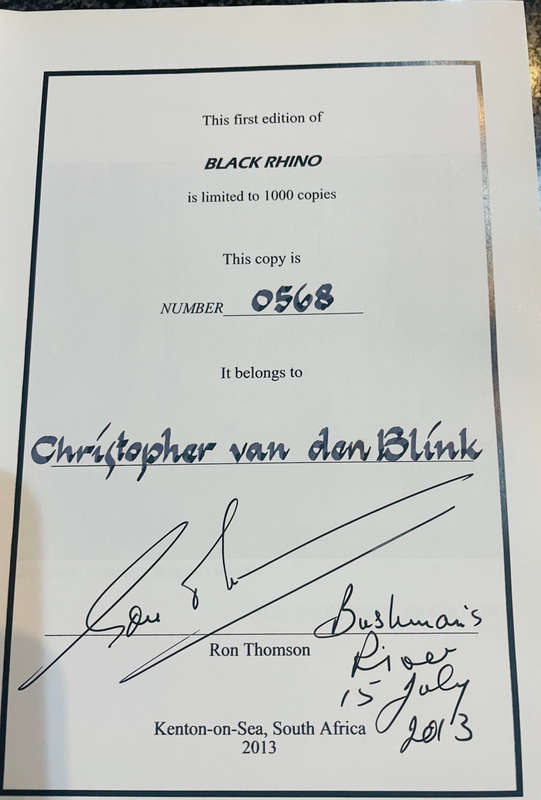 This first edition of
BLACK RHINO
is limited to 1000 copies
This copy is
NUMBER 0568
It belongs to
Christopher van den Blink
Ron Thomson
Bushman's
River
15 July
2013
Kenton-on-Sea, South Africa
2013